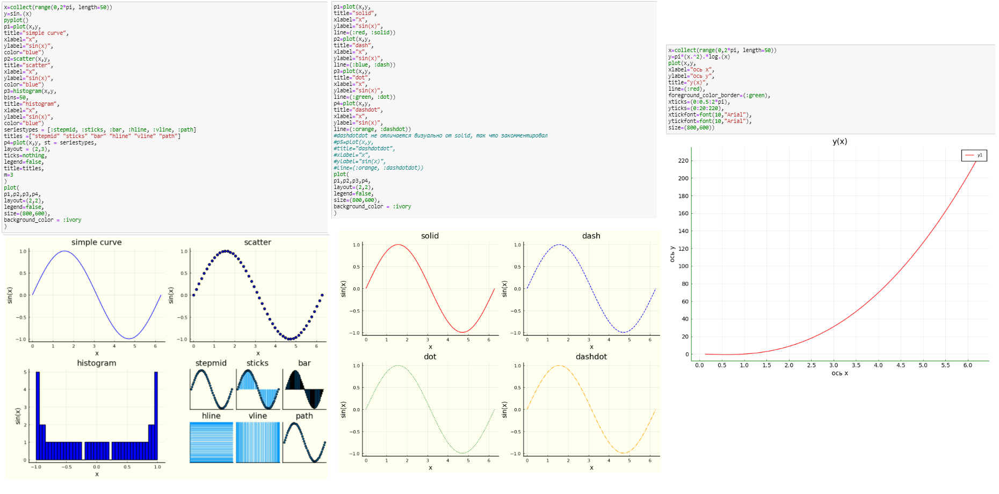 x=collect(range(0,2*pi, length=50))
y=sin.(x)
pyplot()
p1=plot(x,y,
title="simple curve",
xlabel="x",
ylabel="sin(x)",
color="blue")
p2=scatter(x,y,
title="scatter",
xlabel="x",
ylabel="sin(x)",
color="blue")
p3=histogram(x,y,
bins=50,
title="histogram",
xlabel="x",
ylabel="sin(x)",
color="blue")
seriestypes = [:stepmid, :sticks, :bar, :hline, :vline, :path]
titles =["stepmid" "sticks" "bar" "hline" "vline" "path"]
p4=plot(x,y, st = seriestypes,
layout = (2,3),
ticks=nothing,
legend=false,
title=titles,
m=3
)
plot(
p1,p2,p3,p4,
layout=(2,2),
legend=false,
size=(800,600),
background_color = :ivory
)
simple curve
1.0
0.5
0.0
−0.5
−1.0
sin(x)
0 1 2 3 4 5 6
x
scatter
1.0
0.5
0.0
−0.5
−1.0
sin(x)
0 1 2 3 4 5 6
x
histogram
5
4
3
2
1
0
sin(x)
−1.0 −0.5 0.0 0.5 1.0
x
stepmid sticks bar
hline vline path
p1=plot(x,y,
title="solid",
xlabel="x",
ylabel="sin(x)",
line=(:red, :solid))
p2=plot(x,y,
title="dash",
xlabel="x",
ylabel="sin(x)",
line=(:blue, :dash))
p3=plot(x,y,
title="dot",
xlabel="x",
ylabel="sin(x)",
line=(:green, :dot))
p4=plot(x,y,
title="dashdot",
xlabel="x",
ylabel="sin(x)",
line=(:orange, :dashdot))
#dashdotdot не отличается визуально от solid, так что закомментировал
#p5=plot(x,y,
#title="dashdotdot",
#xlabel="x",
#ylabel="sin(x)",
#line=(:orange, :dashdotdot))
plot(
p1,p2,p3,p4,
layout=(2,2),
legend=false,
size=(800,600),
background_color = :ivory
)
solid
1.0
0.5
0.0
−0.5
−1.0
sin(x)
0 1 2 3 4 5 6
x
dash
1.0
0.5
0.0
−0.5
−1.0
sin(x)
0 1 2 3 4 5 6
x
dot
1.0
0.5
0.0
−0.5
−1.0
sin(x)
0 1 2 3 4 5 6
x
dashdot
1.0
0.5
0.0
−0.5
−1.0
sin(x)
0 1 2 3 4 5 6
x
x=collect(range(0,2*pi, length=50))
y=pi*(x.^2).*log.(x)
plot(x,y,
xlabel="ось x",
ylabel="ось y",
title="y(x)",
line=(:red),
foreground_color_border=(:green),
xticks=(0:0.5:2*pi),
yticks=(0:20:220),
xtickfont=font(10,"Arial"),
ytickfont=font(10,"Arial"),
size=(800,600))
y(x)
y1
220
200
180
160
140
120
100
80
60
40
20
0
ось y
0.0 0.5 1.0 1.5 2.0 2.5 3.0 3.5 4.0 4.5 5.0 5.5 6.0
ось x